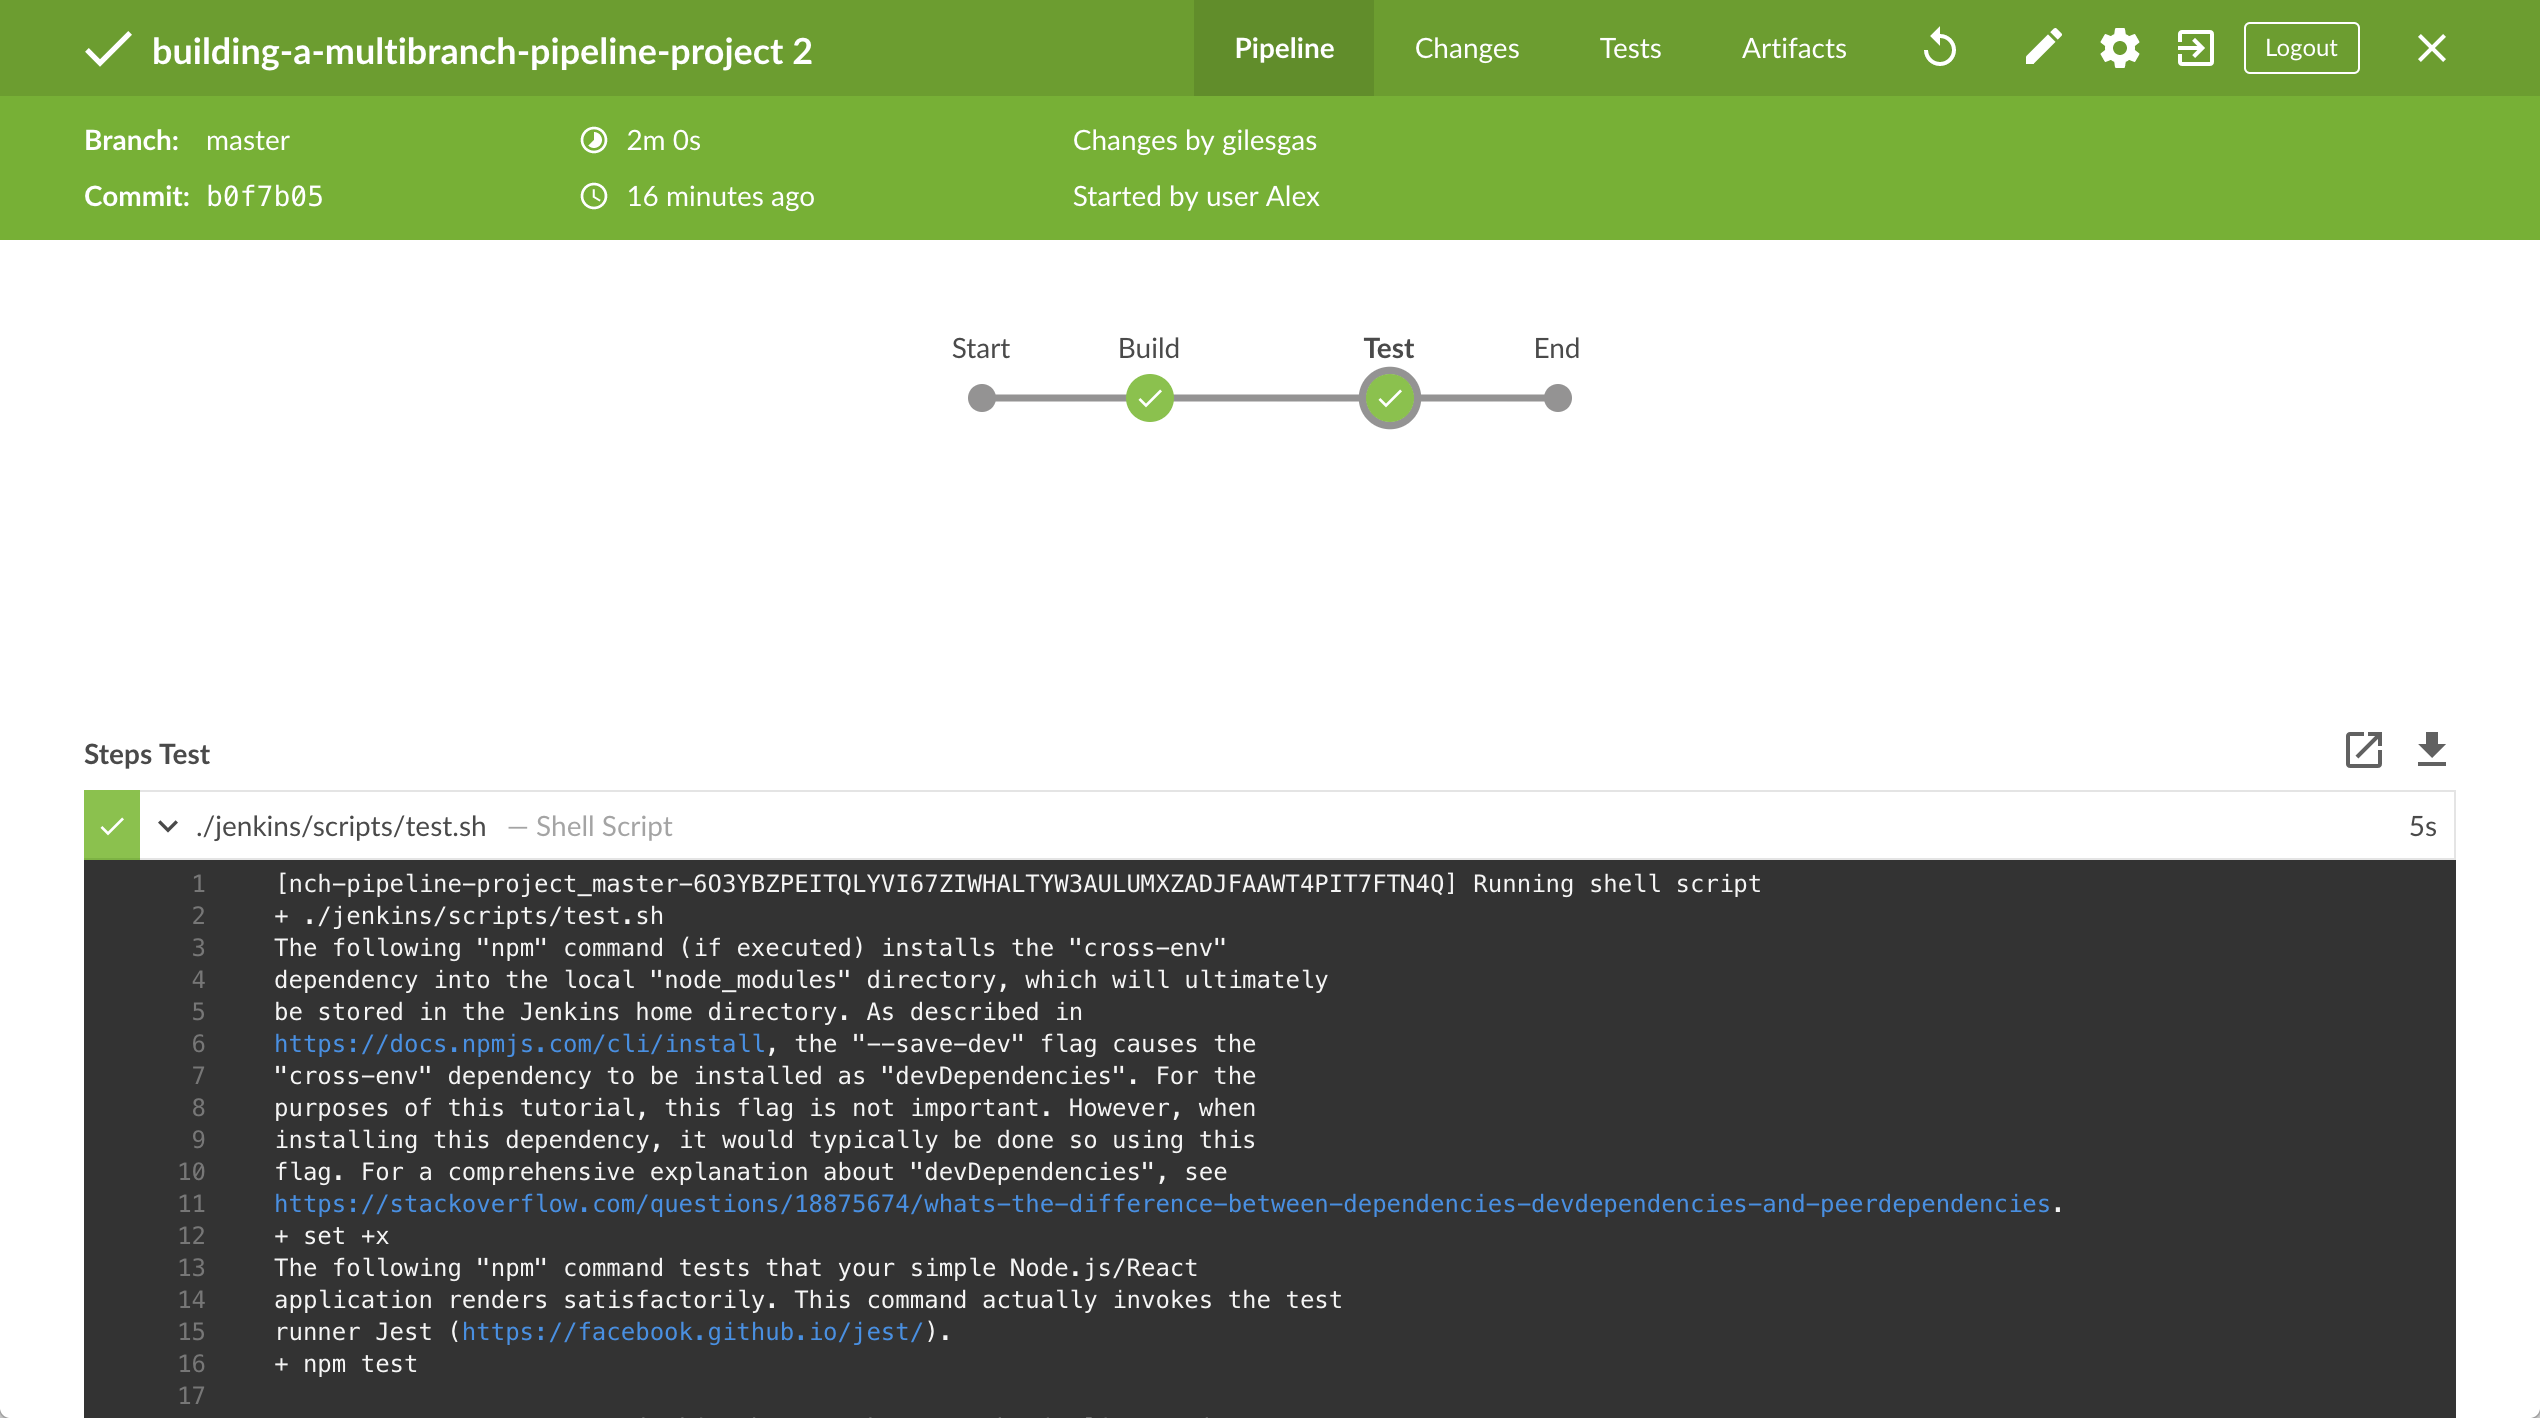 building-a-multibranch-pipeline-project 2
Pipeline
Changes
Tests
Artifacts
Logout
Branch: master
2m 0s
Changes by gilesgas
Commit: b0f7b05
16 minutes ago
Started by user Alex
Start
Build
Test
End
Steps Test
./jenkins/scripts/test.sh — Shell Script
5s
1 [nch-pipeline-project_master-6O3YBZPEITQLYVI67ZIWHALTYW3AULUMXZADJFAAWT4PIT7FTN4Q] Running shell script
2 + ./jenkins/scripts/test.sh
3 The following "npm" command (if executed) installs the "cross-env"
4 dependency into the local "node_modules" directory, which will ultimately
5 be stored in the Jenkins home directory. As described in
6 https://docs.npmjs.com/cli/install, the "--save-dev" flag causes the
7 "cross-env" dependency to be installed as "devDependencies". For the
8 purposes of this tutorial, this flag is not important. However, when
9 installing this dependency, it would typically be done so using this
10 flag. For a comprehensive explanation about "devDependencies", see
11 https://stackoverflow.com/questions/18875674/whats-the-difference-between-dependencies-devdependencies-and-peerdependencies.
12 + set +x
13 The following "npm" command tests that your simple Node.js/React
14 application renders satisfactorily. This command actually invokes the test
15 runner Jest (https://facebook.github.io/jest/).
16 + npm test
17